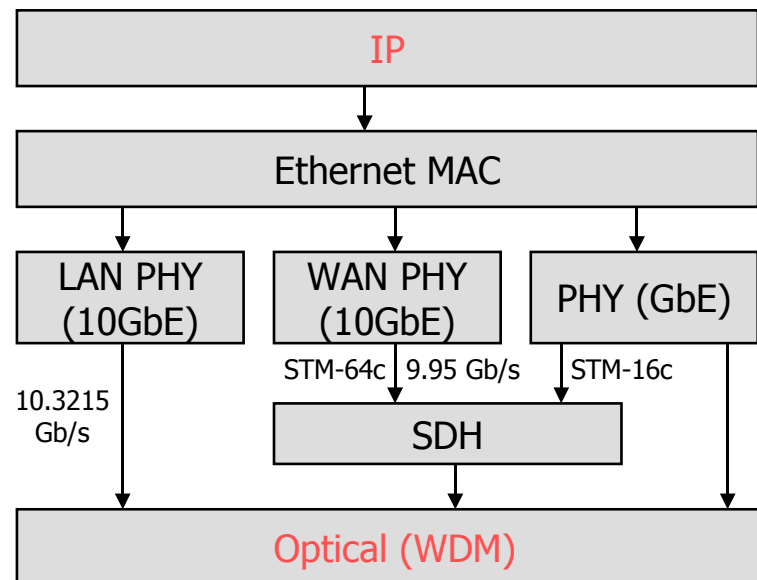 IP
Ethernet MAC
LAN PHY
(10GbE)
WAN PHY
(10GbE)
PHY (GbE)
STM-64c
9.95 Gb/s
STM-16c
10.3215
Gb/s
SDH
Optical (WDM)